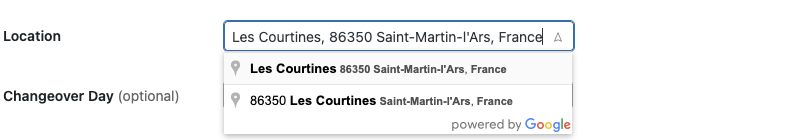 Location
Les Courtines, 86350 Saint-Martin-l'Ars, France
Les Courtines 86350 Saint-Martin-l'Ars, France
Changeover Day (optional)
86350 Les Courtines Saint-Martin-l'Ars, France
powered by Google